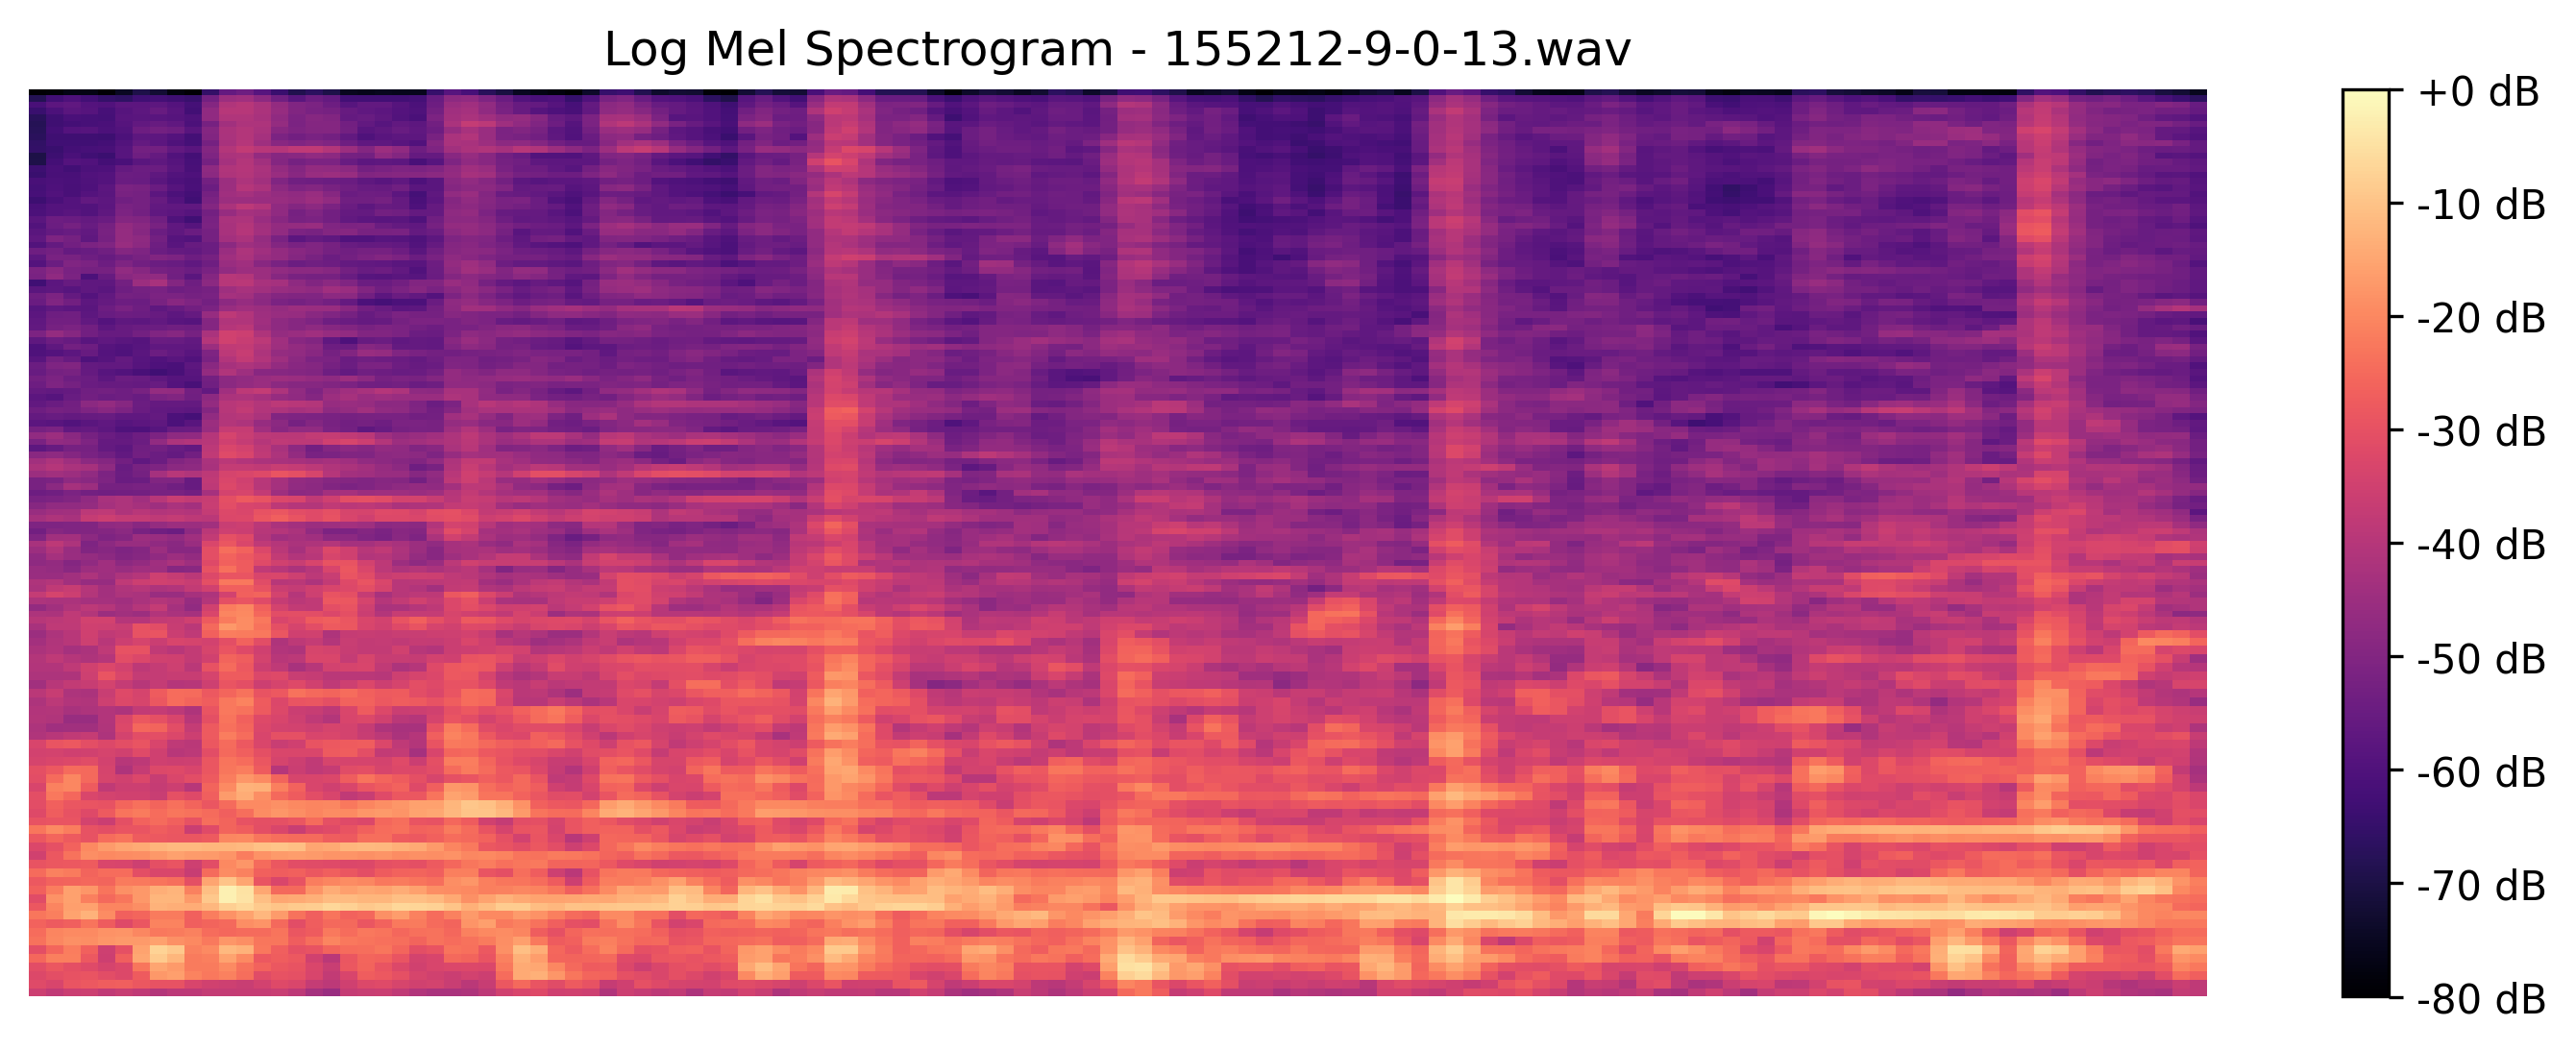 Log Mel Spectrogram - 155212-9-0-13.wav
+0 dB
-10 dB
-20 dB
-30 dB
-40 dB
-50 dB
-60 dB
-70 dB
-80 dB